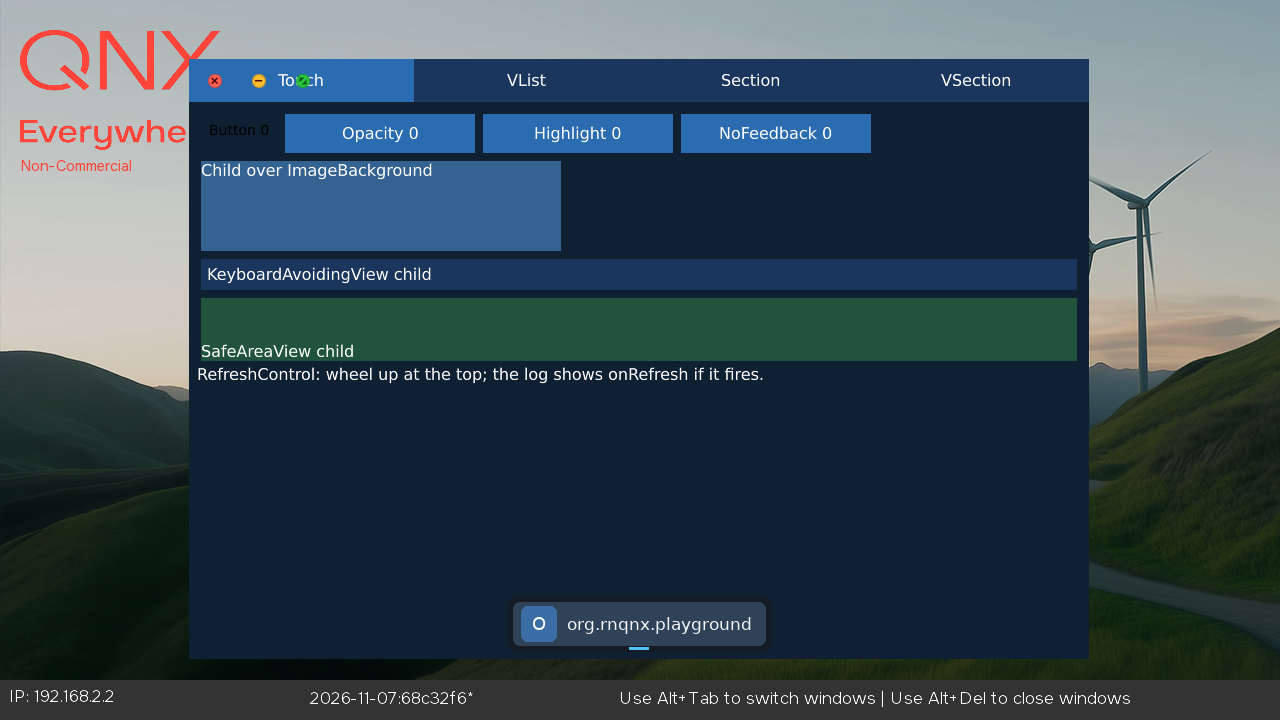 QNX
Everywhe
Non-Commercial
Touch
VList
Section
VSection
Button 0
Opacity 0
Highlight 0
NoFeedback 0
Child over ImageBackground
KeyboardAvoidingView child
SafeAreaView child
RefreshControl: wheel up at the top; the log shows onRefresh if it fires.
O
org.rnqnx.playground
IP: 192.168.2.2
2026-11-07:68c32f6*
Use Alt+Tab to switch windows | Use Alt+Del to close windows